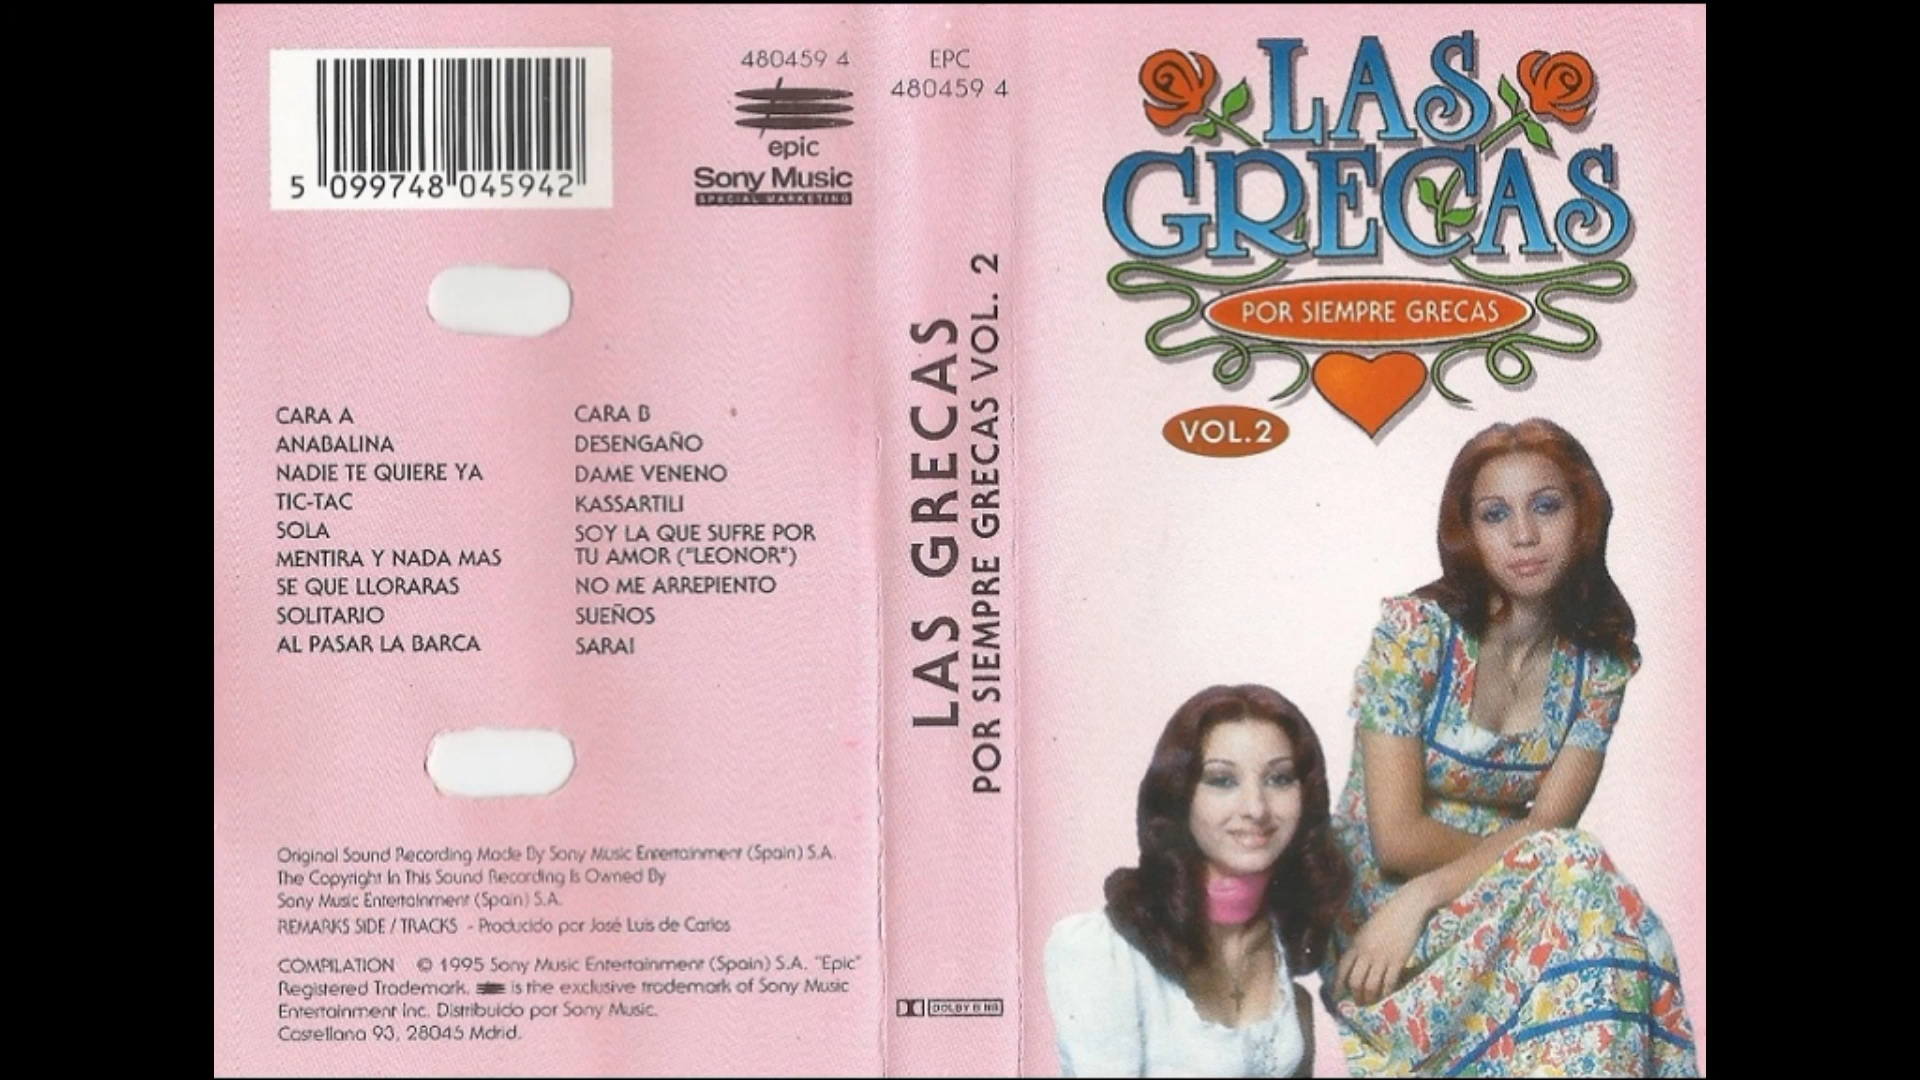 5 099748 045942
480459 4
epic
Sony Music
SPECIAL MARKETING
CARA A
ANABALINA
NADIE TE QUIERE YA
TIC-TAC
SOLA
MENTIRA Y NADA MAS
SE QUE LLORARAS
SOLITARIO
AL PASAR LA BARCA
CARA B
DESENGAÑO
DAME VENENO
KASSARTILI
SOY LA QUE SUFRE POR
TU AMOR ("LEONOR")
NO ME ARREPIENTO
SUEÑOS
SARAI
Original Sound Recording Made By Sony Music Entertainment (Spain) S.A.
The Copyright In This Sound Recording Is Owned By
Sony Music Entertainment (Spain) S.A.
REMARKS SIDE / TRACKS - Producido por José Luis de Carlos
COMPILATION © 1995 Sony Music Entertainment (Spain) S.A. "Epic"
Registered Trademark, is the exclusive trademark of Sony Music
Entertainment Inc. Distribuido por Sony Music.
Castellana 93, 28045 Mdrid.
EPC
480459 4
LAS GRECAS
POR SIEMPRE GRECAS VOL. 2
DOLBY B NR
LAS
GRECAS
POR SIEMPRE GRECAS
VOL.2